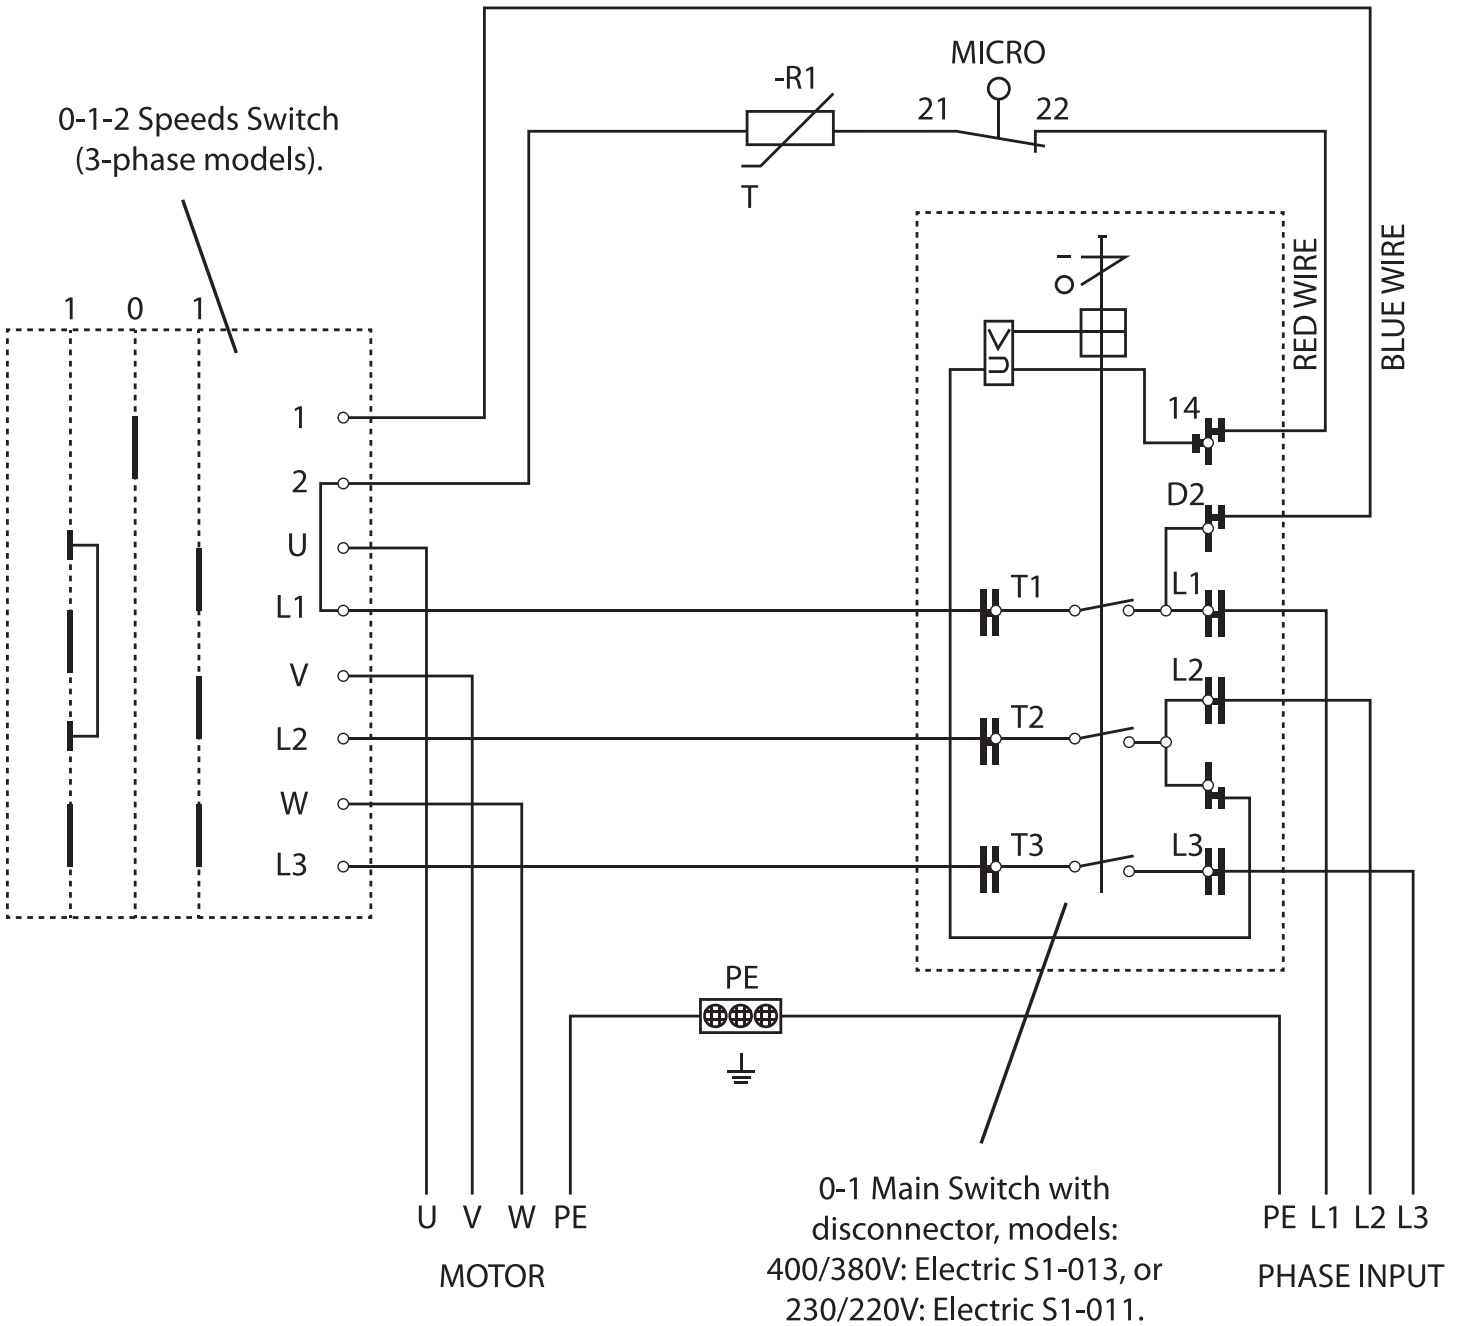 MICRO
-R1
21
22
0-1-2 Speeds Switch
(3-phase models).
T
RED WIRE
BLUE WIRE
1 0 1
U<
14
1
2
D2
U
L1
T1
L1
V
L2
L2
T2
W
L3
T3
L3
PE
0-1 Main Switch with
disconnector, models:
400/380V: Electric S1-013, or
230/220V: Electric S1-011.
U V W PE
MOTOR
PE L1 L2 L3
PHASE INPUT